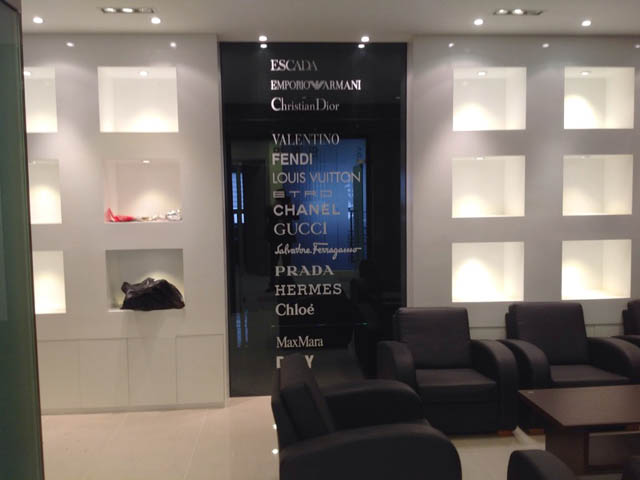 ESCADA
EMPORIO ARMANI
Christian Dior
VALENTINO
FENDI
LOUIS VUITTON
ETRO
CHANEL
GUCCI
Salvatore Ferragamo
PRADA
HERMES
Chloé
MaxMara